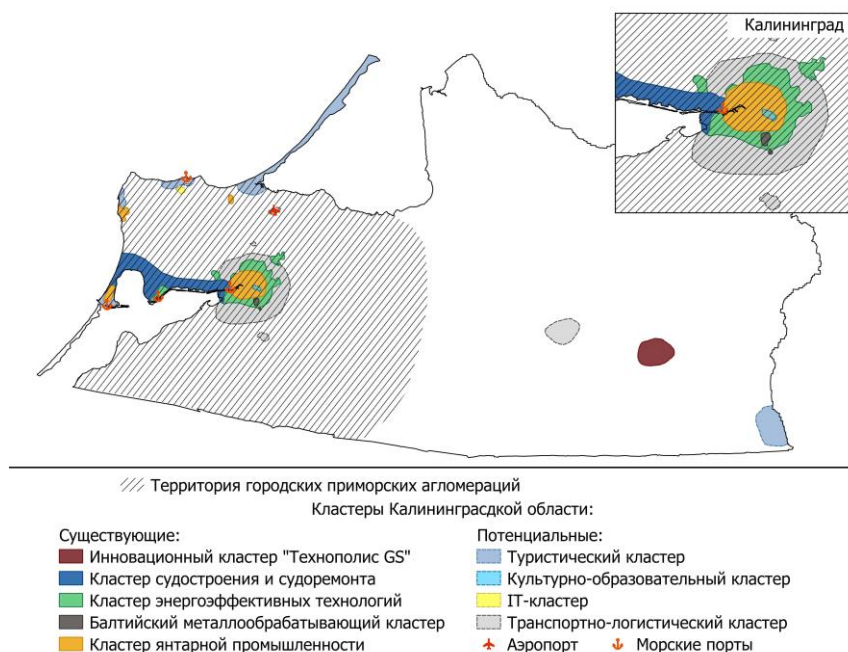 Калининград
Территория городских приморских агломераций
Кластеры Калининграсдкой области:
Существующие:
Инновационный кластер "Технополис GS"
Кластер судостроения и судоремонта
Кластер энергоэффективных технологий
Балтийский металлообрабатывающий кластер
Кластер янтарной промышленности
Потенциальные:
Туристический кластер
Культурно-образовательный кластер
IT-кластер
Транспортно-логистический кластер
Аэропорт Морские порты